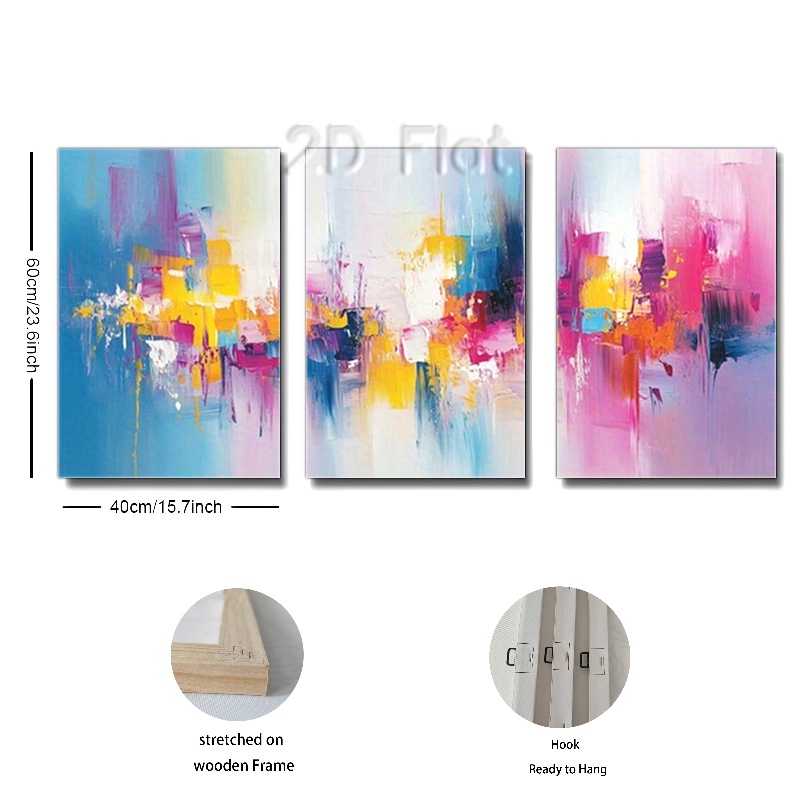 2D Flat
60cm/23.6inch
40cm/15.7inch
stretched on
wooden Frame
Hook
Ready to Hang